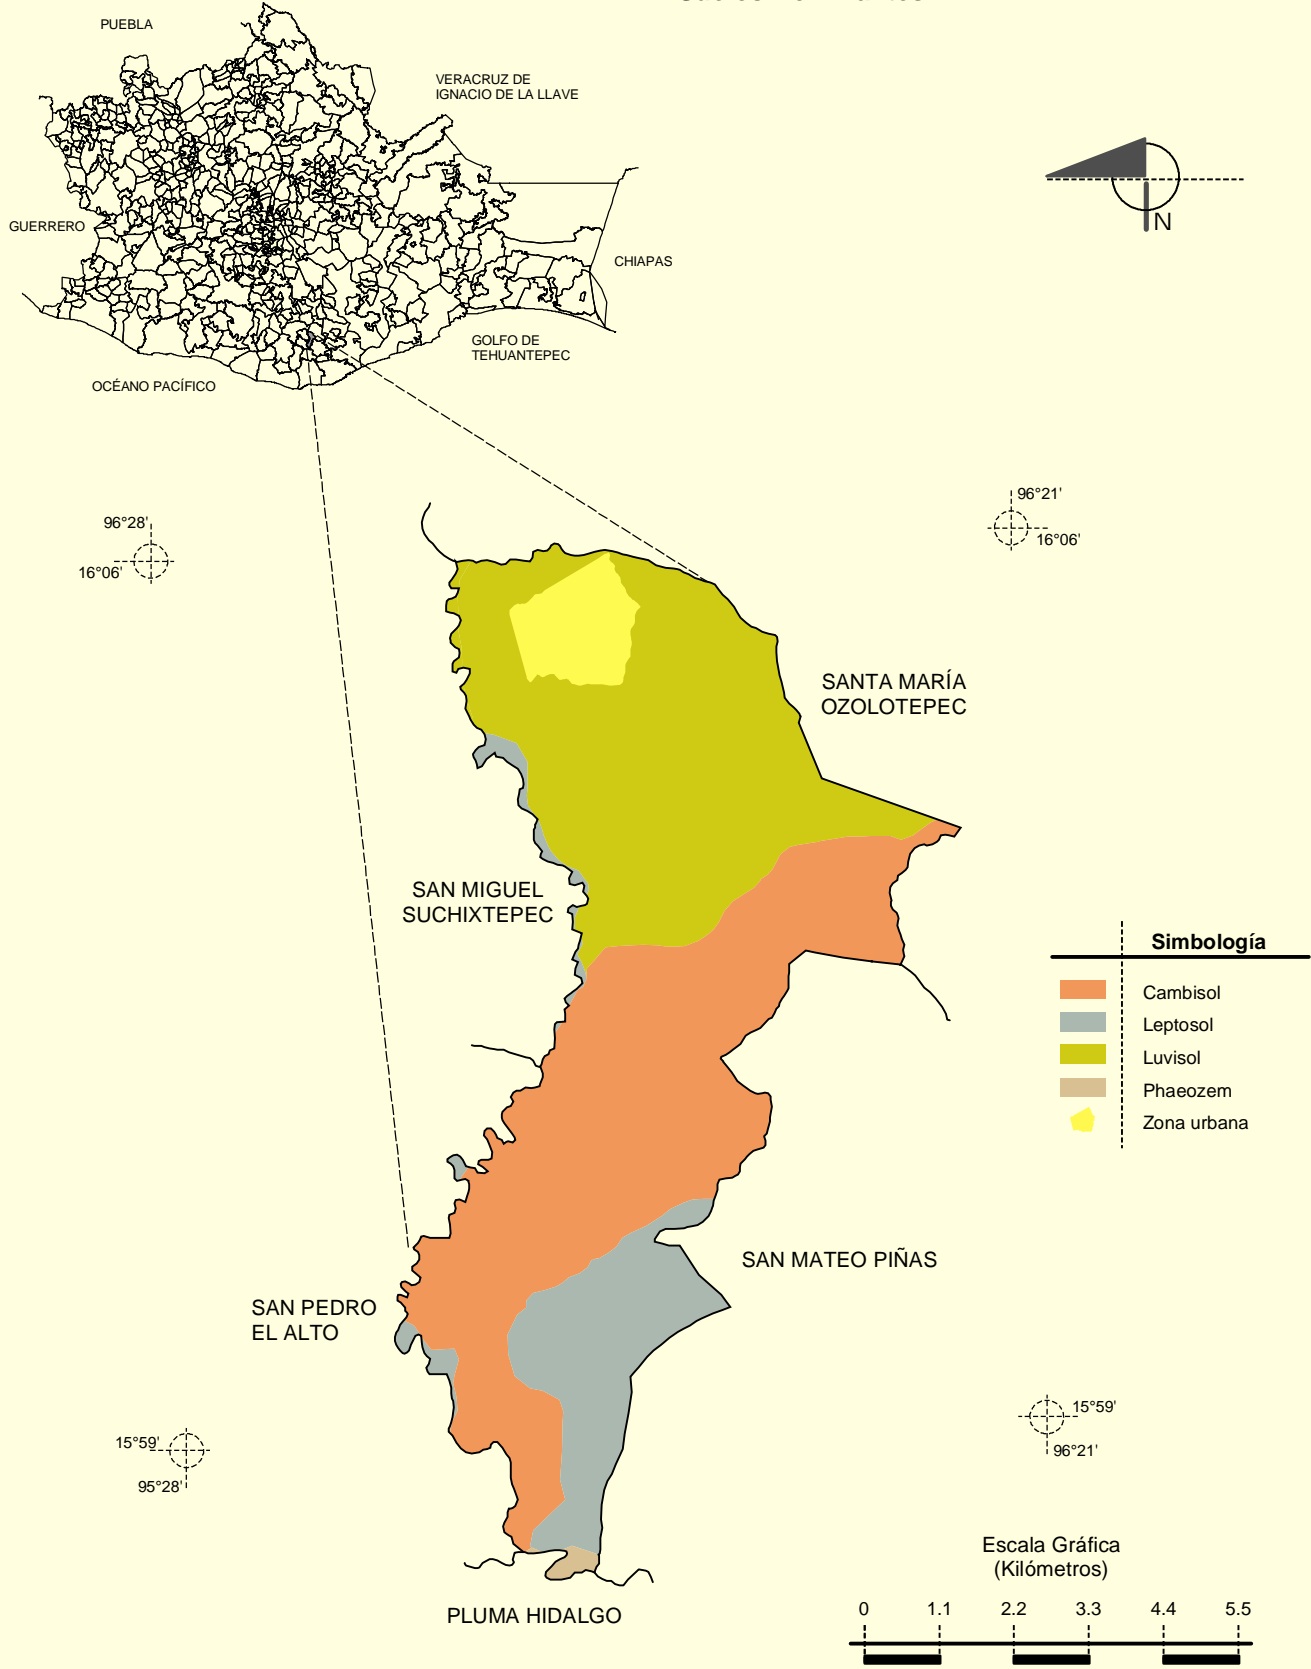 PUEBLA
VERACRUZ DE
IGNACIO DE LA LLAVE
GUERRERO
CHIAPAS
GOLFO DE
TEHUANTEPEC
OCÉANO PACÍFICO
N
96°28'
16°06'
96°21'
16°06'
SANTA MARÍA
OZOLOTEPEC
SAN MIGUEL
SUCHIXTEPEC
Simbología
Cambisol
Leptosol
Luvisol
Phaeozem
Zona urbana
SAN MATEO PIÑAS
SAN PEDRO
EL ALTO
15°59'
95°28'
15°59'
96°21'
PLUMA HIDALGO
Escala Gráfica
(Kilómetros)
0 1.1 2.2 3.3 4.4 5.5